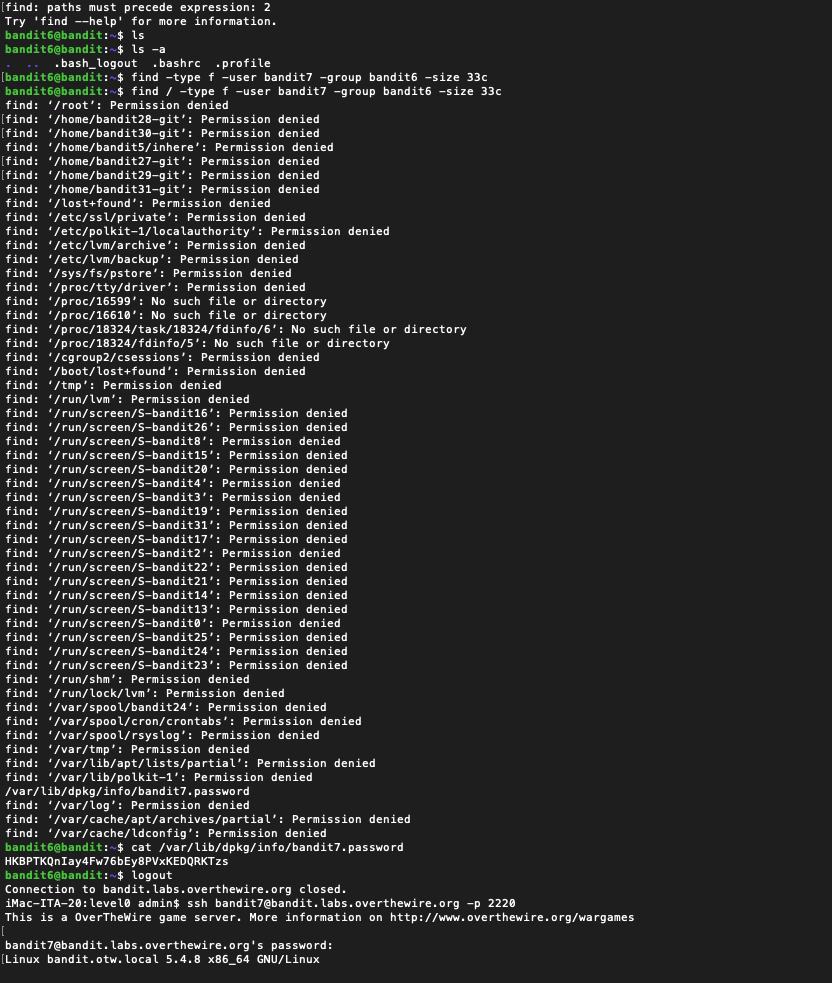 [find: paths must precede expression: 2
Try 'find --help' for more information.
bandit6@bandit:~$ ls
bandit6@bandit:~$ ls -a
.  ..  .bash_logout  .bashrc  .profile
[bandit6@bandit:~$ find -type f -user bandit7 -group bandit6 -size 33c
bandit6@bandit:~$ find / -type f -user bandit7 -group bandit6 -size 33c
find: ‘/root’: Permission denied
[find: ‘/home/bandit28-git’: Permission denied
[find: ‘/home/bandit30-git’: Permission denied
find: ‘/home/bandit5/inhere’: Permission denied
[find: ‘/home/bandit27-git’: Permission denied
[find: ‘/home/bandit29-git’: Permission denied
find: ‘/home/bandit31-git’: Permission denied
find: ‘/lost+found’: Permission denied
find: ‘/etc/ssl/private’: Permission denied
find: ‘/etc/polkit-1/localauthority’: Permission denied
find: ‘/etc/lvm/archive’: Permission denied
find: ‘/etc/lvm/backup’: Permission denied
find: ‘/sys/fs/pstore’: Permission denied
find: ‘/proc/tty/driver’: Permission denied
find: ‘/proc/16599’: No such file or directory
find: ‘/proc/16610’: No such file or directory
find: ‘/proc/18324/task/18324/fdinfo/6’: No such file or directory
find: ‘/proc/18324/fdinfo/5’: No such file or directory
find: ‘/cgroup2/csessions’: Permission denied
find: ‘/boot/lost+found’: Permission denied
find: ‘/tmp’: Permission denied
find: ‘/run/lvm’: Permission denied
find: ‘/run/screen/S-bandit16’: Permission denied
find: ‘/run/screen/S-bandit26’: Permission denied
find: ‘/run/screen/S-bandit8’: Permission denied
find: ‘/run/screen/S-bandit15’: Permission denied
find: ‘/run/screen/S-bandit20’: Permission denied
find: ‘/run/screen/S-bandit4’: Permission denied
find: ‘/run/screen/S-bandit3’: Permission denied
find: ‘/run/screen/S-bandit19’: Permission denied
find: ‘/run/screen/S-bandit31’: Permission denied
find: ‘/run/screen/S-bandit17’: Permission denied
find: ‘/run/screen/S-bandit2’: Permission denied
find: ‘/run/screen/S-bandit22’: Permission denied
find: ‘/run/screen/S-bandit21’: Permission denied
find: ‘/run/screen/S-bandit14’: Permission denied
find: ‘/run/screen/S-bandit13’: Permission denied
find: ‘/run/screen/S-bandit0’: Permission denied
find: ‘/run/screen/S-bandit25’: Permission denied
find: ‘/run/screen/S-bandit24’: Permission denied
find: ‘/run/screen/S-bandit23’: Permission denied
find: ‘/run/shm’: Permission denied
find: ‘/run/lock/lvm’: Permission denied
find: ‘/var/spool/bandit24’: Permission denied
find: ‘/var/spool/cron/crontabs’: Permission denied
find: ‘/var/spool/rsyslog’: Permission denied
find: ‘/var/tmp’: Permission denied
find: ‘/var/lib/apt/lists/partial’: Permission denied
find: ‘/var/lib/polkit-1’: Permission denied
/var/lib/dpkg/info/bandit7.password
find: ‘/var/log’: Permission denied
find: ‘/var/cache/apt/archives/partial’: Permission denied
find: ‘/var/cache/ldconfig’: Permission denied
bandit6@bandit:~$ cat /var/lib/dpkg/info/bandit7.password
HKBPTKQnIay4Fw76bEy8PVxKEDQRKTzs
bandit6@bandit:~$ logout
Connection to bandit.labs.overthewire.org closed.
iMac-ITA-20:level0 admin$ ssh bandit7@bandit.labs.overthewire.org -p 2220
This is a OverTheWire game server. More information on http://www.overthewire.org/wargames
[
bandit7@bandit.labs.overthewire.org's password:
[Linux bandit.otw.local 5.4.8 x86_64 GNU/Linux